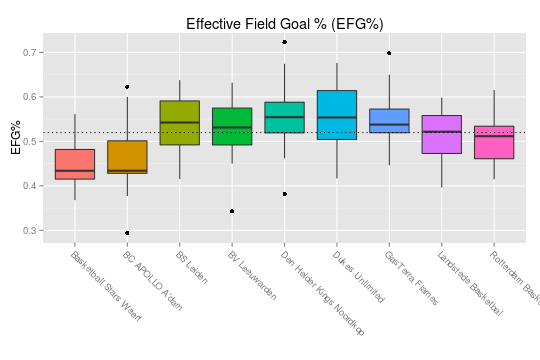 Effective Field Goal % (EFG%)
EFG%
0.7
0.6
0.5
0.4
0.3
Basketball Stars Weert
BC APOLLO A'dam
BS Leiden
BV Leeuwarden
Den Helder Kings Noordkop
Dukes Unlimited
GasTerra Flames
Landstede Basketbal
Rotterdam Bask